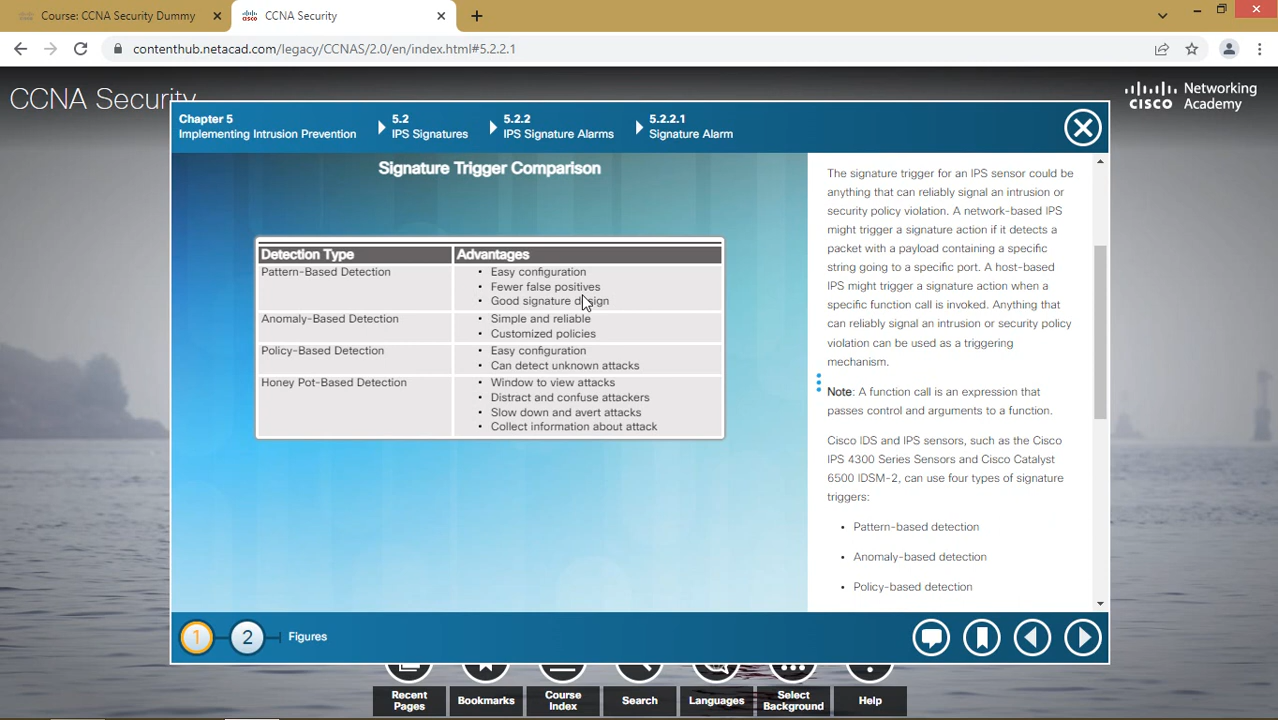 Course: CCNA Security Dummy
CCNA Security
contenthub.netacad.com/legacy/CCNAS/2.0/en/index.html#5.2.2.1
CCNA Security
cisco
Networking
Academy
Chapter 5
Implementing Intrusion Prevention
5.2
IPS Signatures
5.2.2
IPS Signature Alarms
5.2.2.1
Signature Alarm
Signature Trigger Comparison
Detection Type Advantages
Pattern-Based Detection
• Easy configuration
• Fewer false positives
• Good signature design
Anomaly-Based Detection
• Simple and reliable
• Customized policies
Policy-Based Detection
• Easy configuration
• Can detect unknown attacks
Honey Pot-Based Detection
• Window to view attacks
• Distract and confuse attackers
• Slow down and avert attacks
• Collect information about attack
The signature trigger for an IPS sensor could be
anything that can reliably signal an intrusion or
security policy violation. A network-based IPS
might trigger a signature action if it detects a
packet with a payload containing a specific
string going to a specific port. A host-based
IPS might trigger a signature action when a
specific function call is invoked. Anything that
can reliably signal an intrusion or security policy
violation can be used as a triggering
mechanism.
Note: A function call is an expression that
passes control and arguments to a function.
Cisco IDS and IPS sensors, such as the Cisco
IPS 4300 Series Sensors and Cisco Catalyst
6500 IDSM-2, can use four types of signature
triggers:
• Pattern-based detection
• Anomaly-based detection
• Policy-based detection
1
2
Figures
Recent
Pages
Bookmarks
Course
Index
Search
Languages
Select
Background
Help